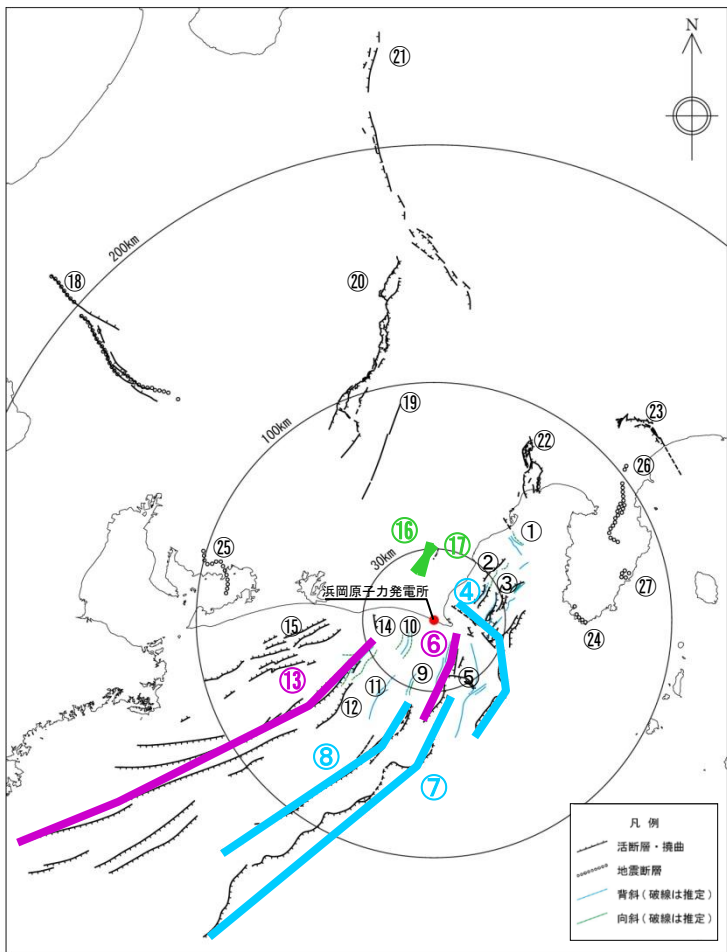 ㉑
N
200km
⑱
⑳
100km
⑲
㉓
㉒
㉖
⑯
⑰
①
㉕
30km
②
③
㉗
浜岡原子力発電所
④
㉔
⑮
⑭
⑩
⑥
⑬
⑪
⑨
⑤
⑫
⑧
⑦
凡 例
活断層・撓曲
地震断層
背斜(破線は推定)
向斜(破線は推定)